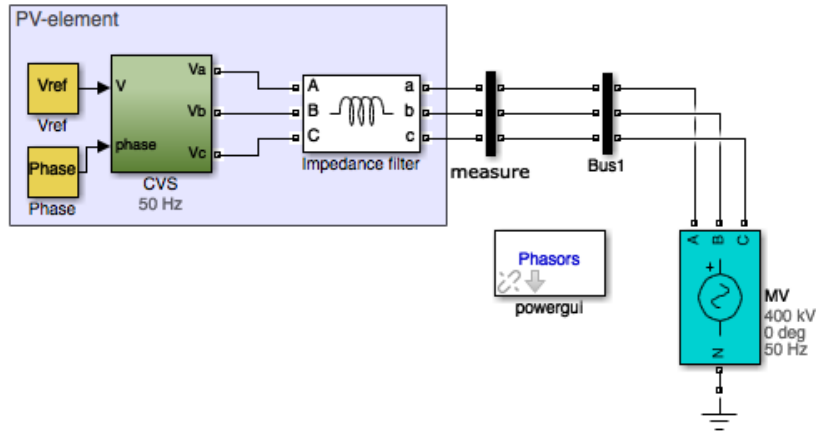 PV-element
Vref
Vref
Phase
Phase
V
phase
Va
Vb
Vc
CVS
50 Hz
A
B
C
a
b
c
Impedance filter
measure
Bus1
Phasors
powergui
A
B
C
+
N
MV
400 kV
0 deg
50 Hz